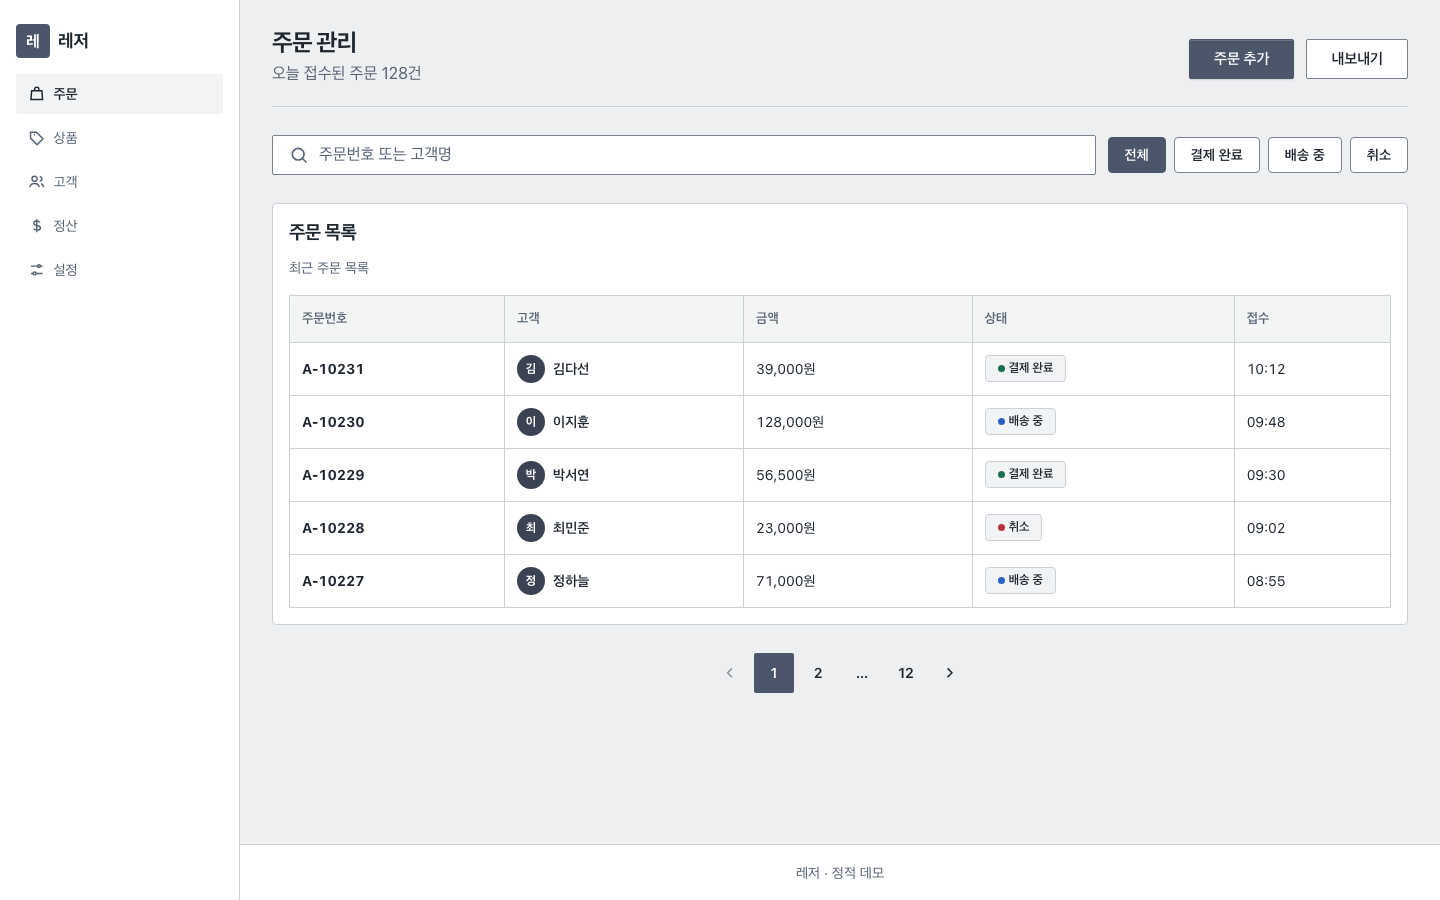 레 레저
주문
상품
고객
정산
설정
주문 관리
오늘 접수된 주문 128건
주문 추가 내보내기
주문번호 또는 고객명
전체 결제 완료 배송 중 취소
주문 목록
최근 주문 목록
주문번호 고객 금액 상태 접수
A-10231 김 김다선 39,000원 결제 완료 10:12
A-10230 이 이지훈 128,000원 배송 중 09:48
A-10229 박 박서연 56,500원 결제 완료 09:30
A-10228 최 최민준 23,000원 취소 09:02
A-10227 정 정하늘 71,000원 배송 중 08:55
1 2 ... 12
레저 · 정적 데모